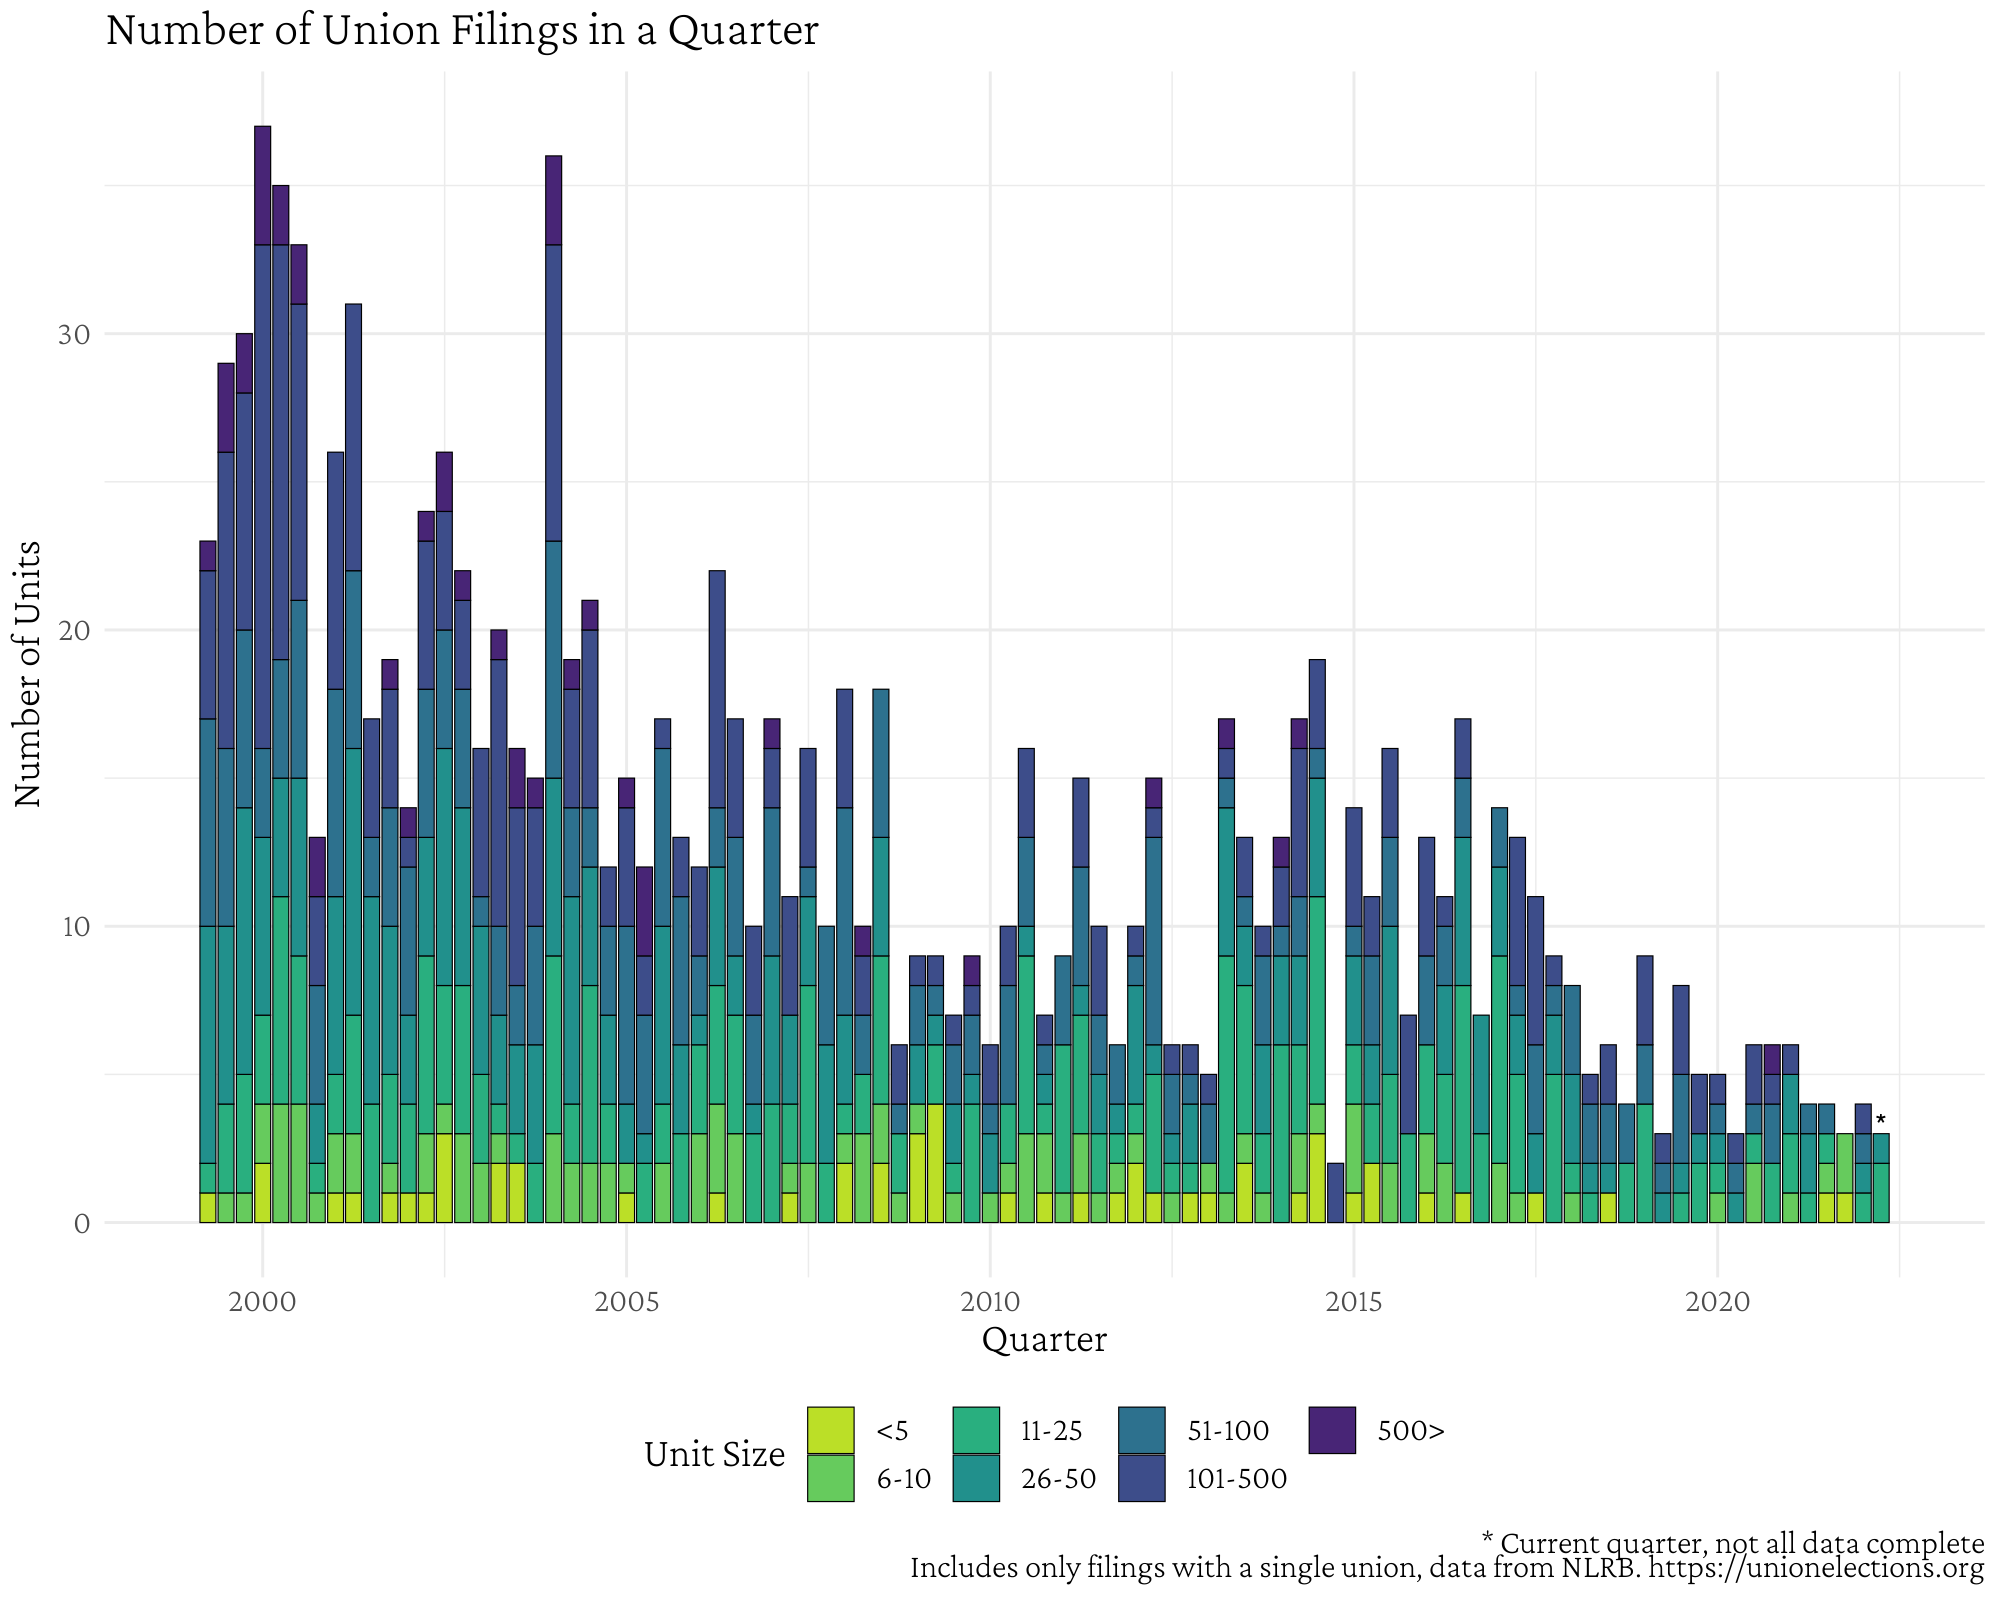 Number of Union Filings in a Quarter
Number of Units
30
20
10
0
2000 2005 2010 2015 2020
*
Quarter
Unit Size
<5 11-25 51-100 500>
6-10 26-50 101-500
* Current quarter, not all data complete
Includes only filings with a single union, data from NLRB. https://unionelections.org